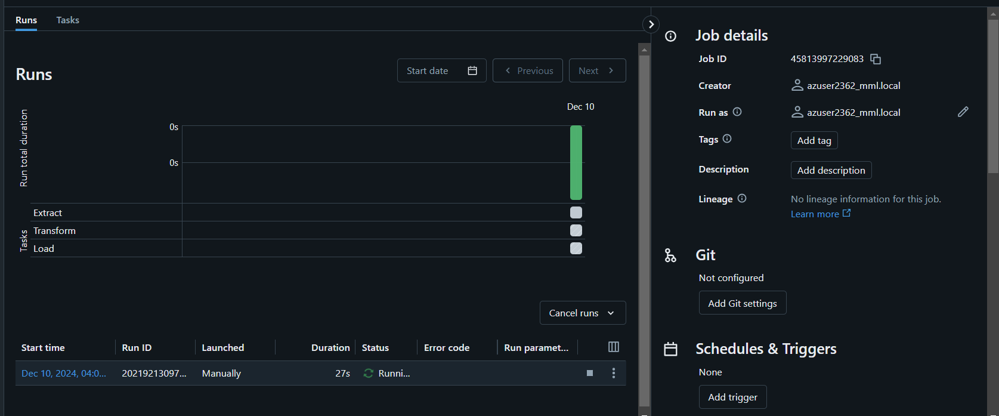 Runs Tasks
Runs
Start date Previous Next
Dec 10
Run total duration
0s
0s
Tasks
Extract
Transform
Load
Cancel runs
Start time Run ID Launched Duration Status Error code Run paramet...
Dec 10, 2024, 04:0... 20219213097... Manually 27s Runni...
Job details
Job ID 45813997229083
Creator azuser2362_mml.local
Run as azuser2362_mml.local
Tags Add tag
Description Add description
Lineage No lineage information for this job.
Learn more
Git
Not configured
Add Git settings
Schedules & Triggers
None
Add trigger